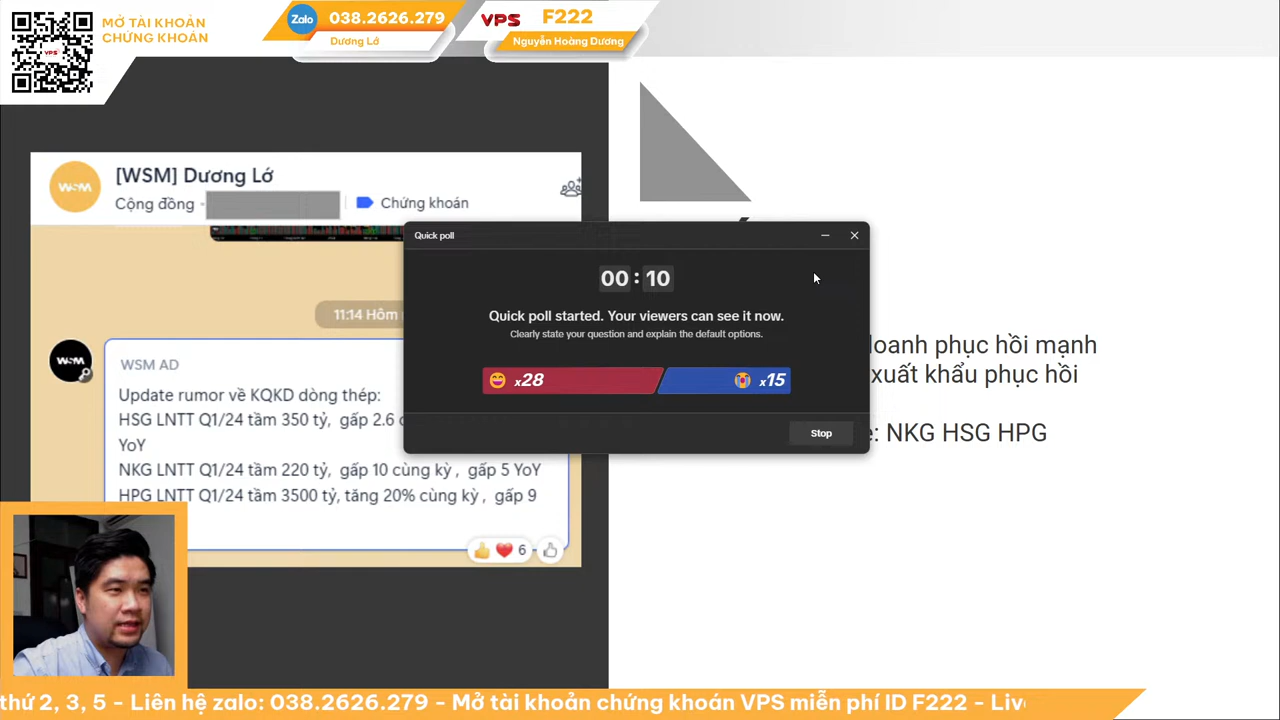 MỞ TÀI KHOẢN
CHỨNG KHOÁN
VPS
Zalo
038.2626.279
Dương Lớ
VPS
F222
Nguyễn Hoàng Dương
WSM
[WSM] Dương Lớ
Cộng đồng
Chứng khoán
11:14 Hôm
WSM
WSM AD
Update rumor về KQKD dòng thép:
HSG LNTT Q1/24 tầm 350 tỷ, gấp 2.6
YoY
NKG LNTT Q1/24 tầm 220 tỷ, gấp 10 cùng kỳ , gấp 5 YoY
HPG LNTT Q1/24 tầm 3500 tỷ, tăng 20% cùng kỳ , gấp 9
6
Quick poll
00 : 10
Quick poll started. Your viewers can see it now.
Clearly state your question and explain the default options.
x28
x15
Stop
doanh phục hồi mạnh
xuất khẩu phục hồi
e: NKG HSG HPG
thứ 2, 3, 5 - Liên hệ zalo: 038.2626.279 - Mở tài khoản chứng khoán VPS miễn phí ID F222 - Live